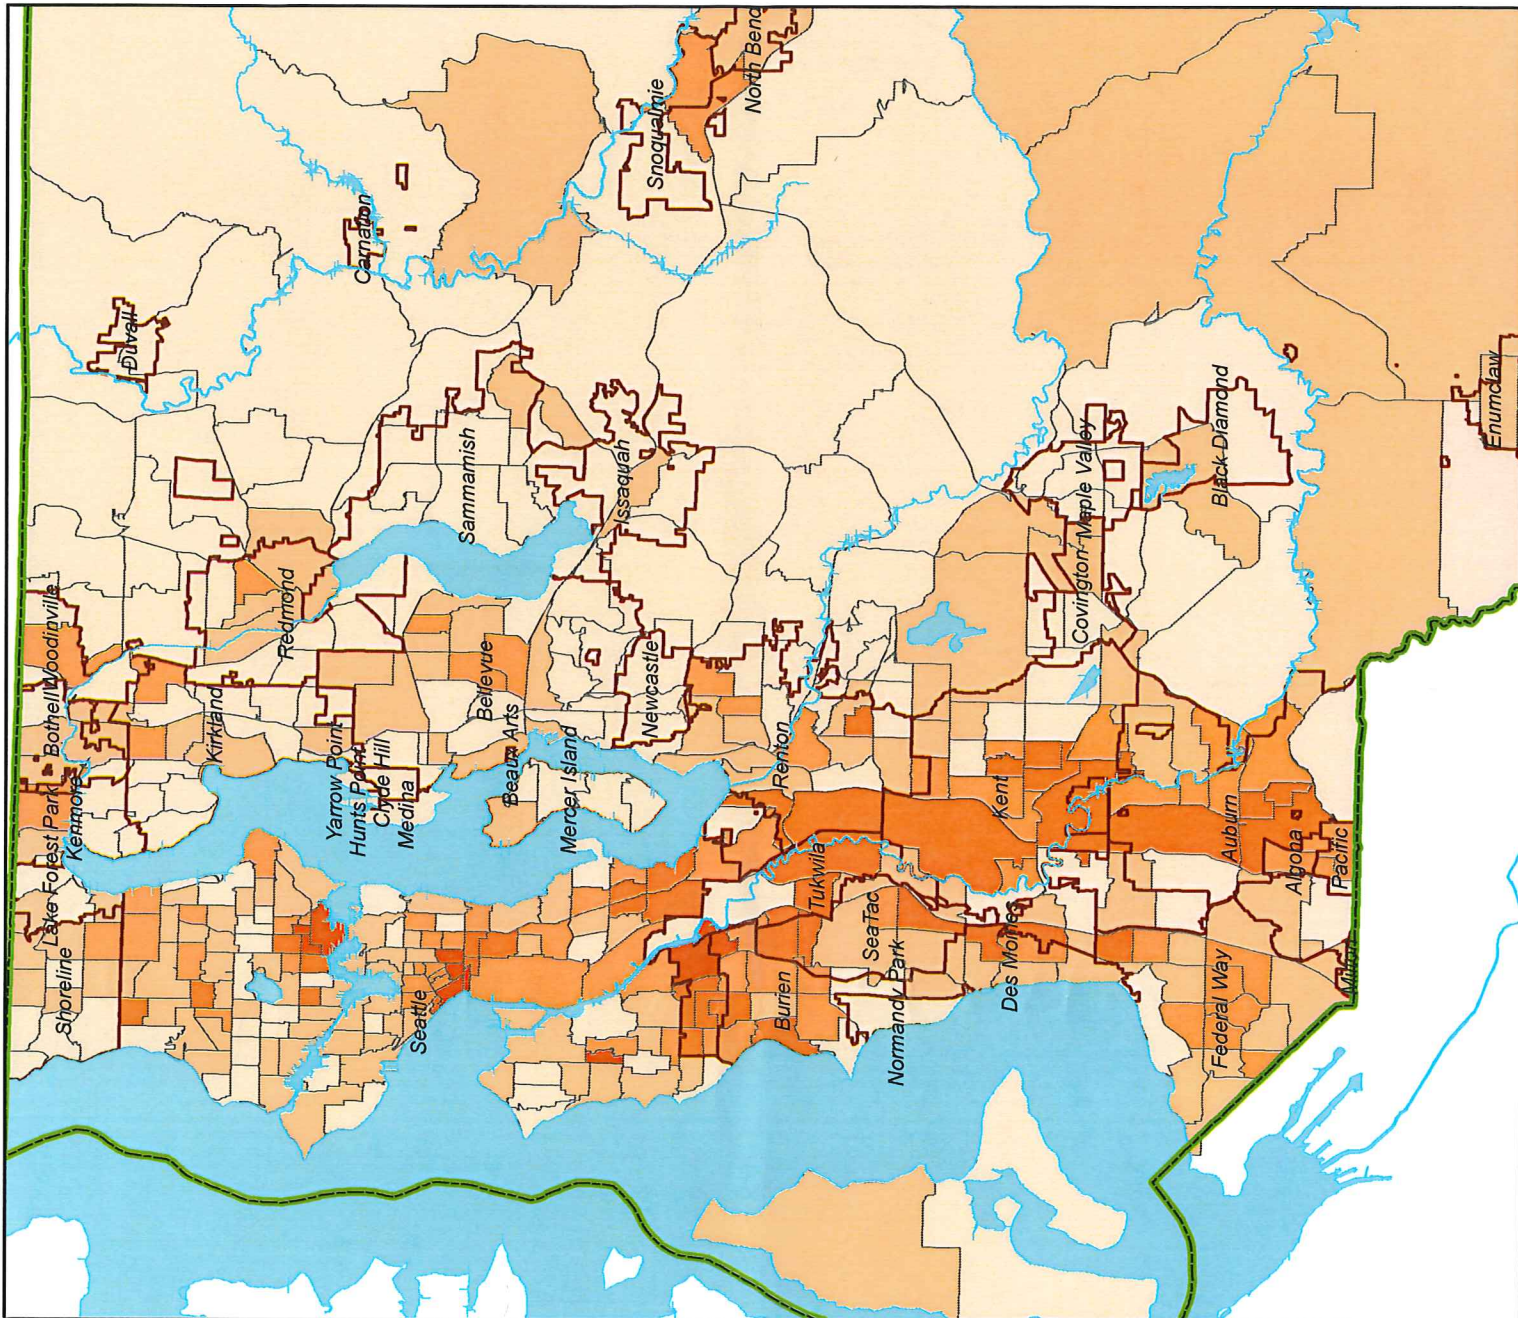 Shoreline
Lake Forest Park
Kenmore
Bothell
Woodinville
Duvall
Kirkland
Redmond
Carnation
Yarrow Point
Hunts Point
Clyde Hill
Medina
Seattle
Bellevue
Beaux Arts
Sammamish
Mercer Island
Issaquah
Newcastle
Snoqualmie
North Bend
Renton
Burien
Tukwila
SeaTac
Normandy Park
Des Moines
Kent
Covington
Maple Valley
Black Diamond
Federal Way
Auburn
Algona
Pacific
Milton
Enumclaw